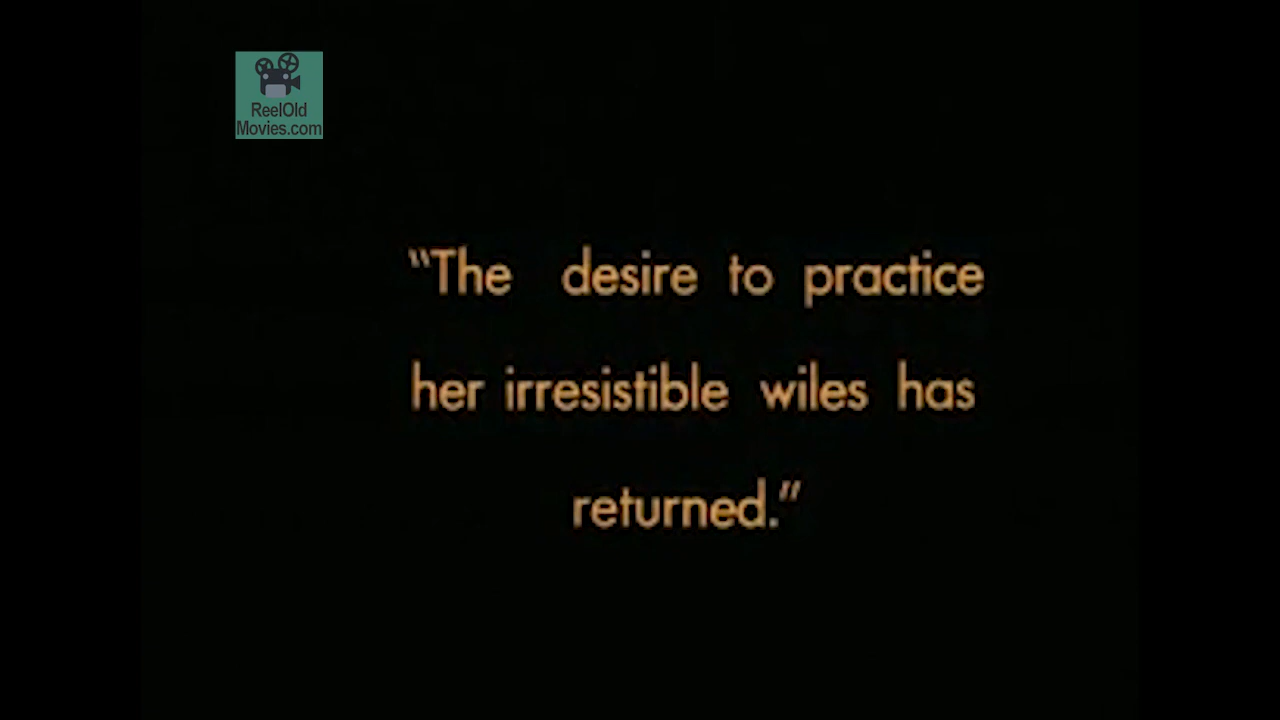 ReelOld
Movies.com
“The desire to practice
her irresistible wiles has
returned.”